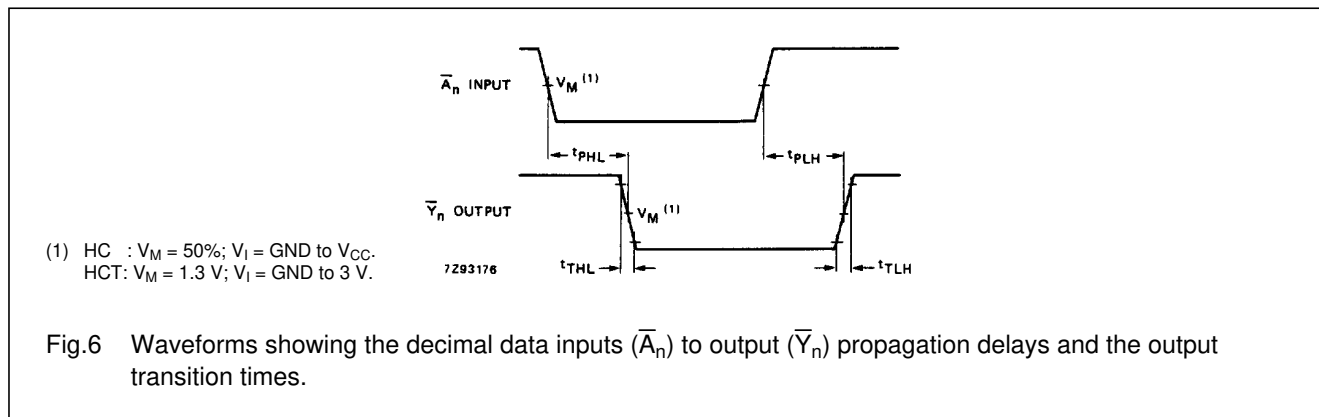 A̅n INPUT
VM (1)
tPHL
tPLH
Y̅n OUTPUT
VM (1)
(1) HC : VM = 50%; VI = GND to VCC.
HCT: VM = 1.3 V; VI = GND to 3 V.
7Z93176
tTHL
tTLH
Fig.6 Waveforms showing the decimal data inputs (A̅n) to output (Y̅n) propagation delays and the output
transition times.